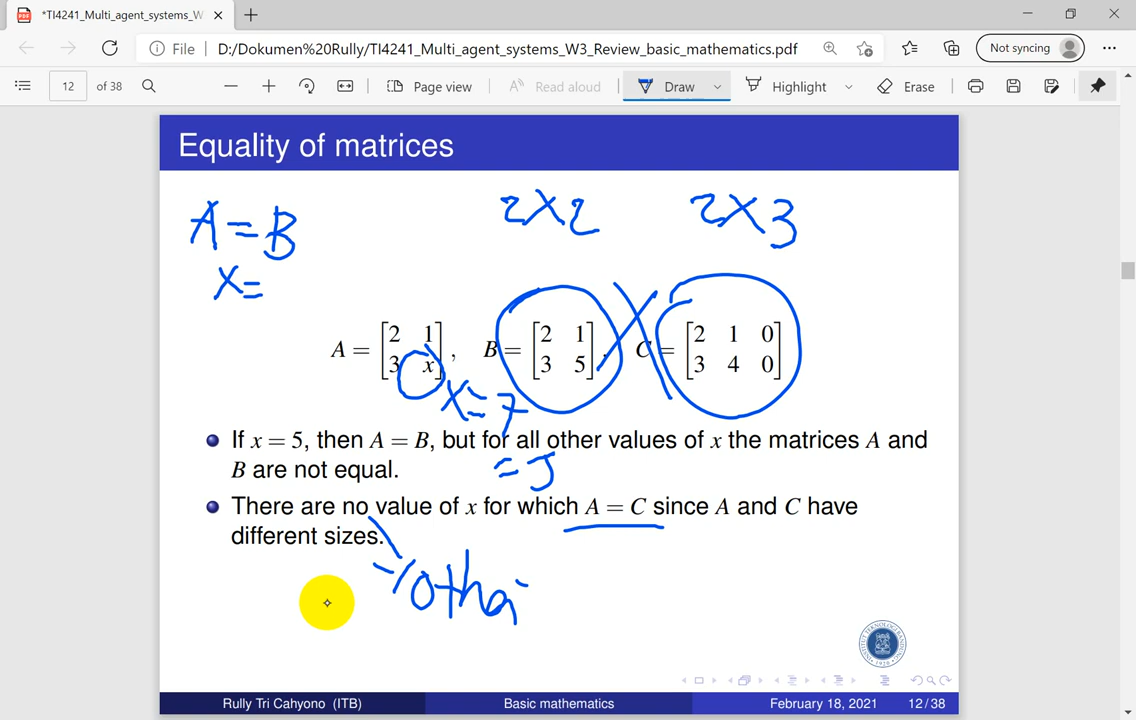 *TI4241_Multi_agent_systems_W
File D:/Dokumen%20Rully/TI4241_Multi_agent_systems_W3_Review_basic_mathematics.pdf Not syncing
12 of 38 Page view Read aloud Draw Highlight Erase
Equality of matrices
2X2 2X3
A = B
X =
A = [2 1; 3 x], B = [2 1; 3 5], C = [2 1 0; 3 4 0]
X = 7
If x = 5, then A = B, but for all other values of x the matrices A and
B are not equal.
= 5
There are no value of x for which A = C since A and C have
different sizes.
INSTITUT TEKNOLOGI BANDUNG
1920
Rully Tri Cahyono (ITB) Basic mathematics February 18, 2021 12/38